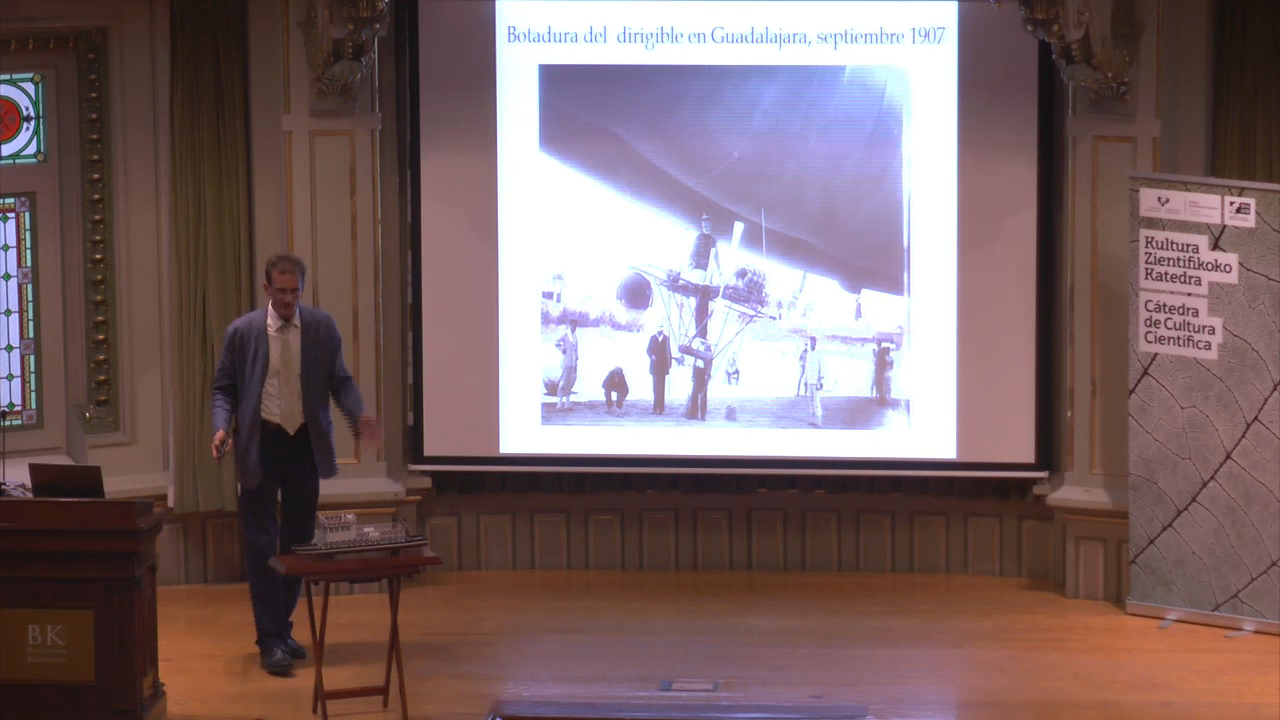 Botadura del dirigible en Guadalajara, septiembre 1907
Kultura
Zientifikoko
Katedra
Cátedra
de Cultura
Científica
BK